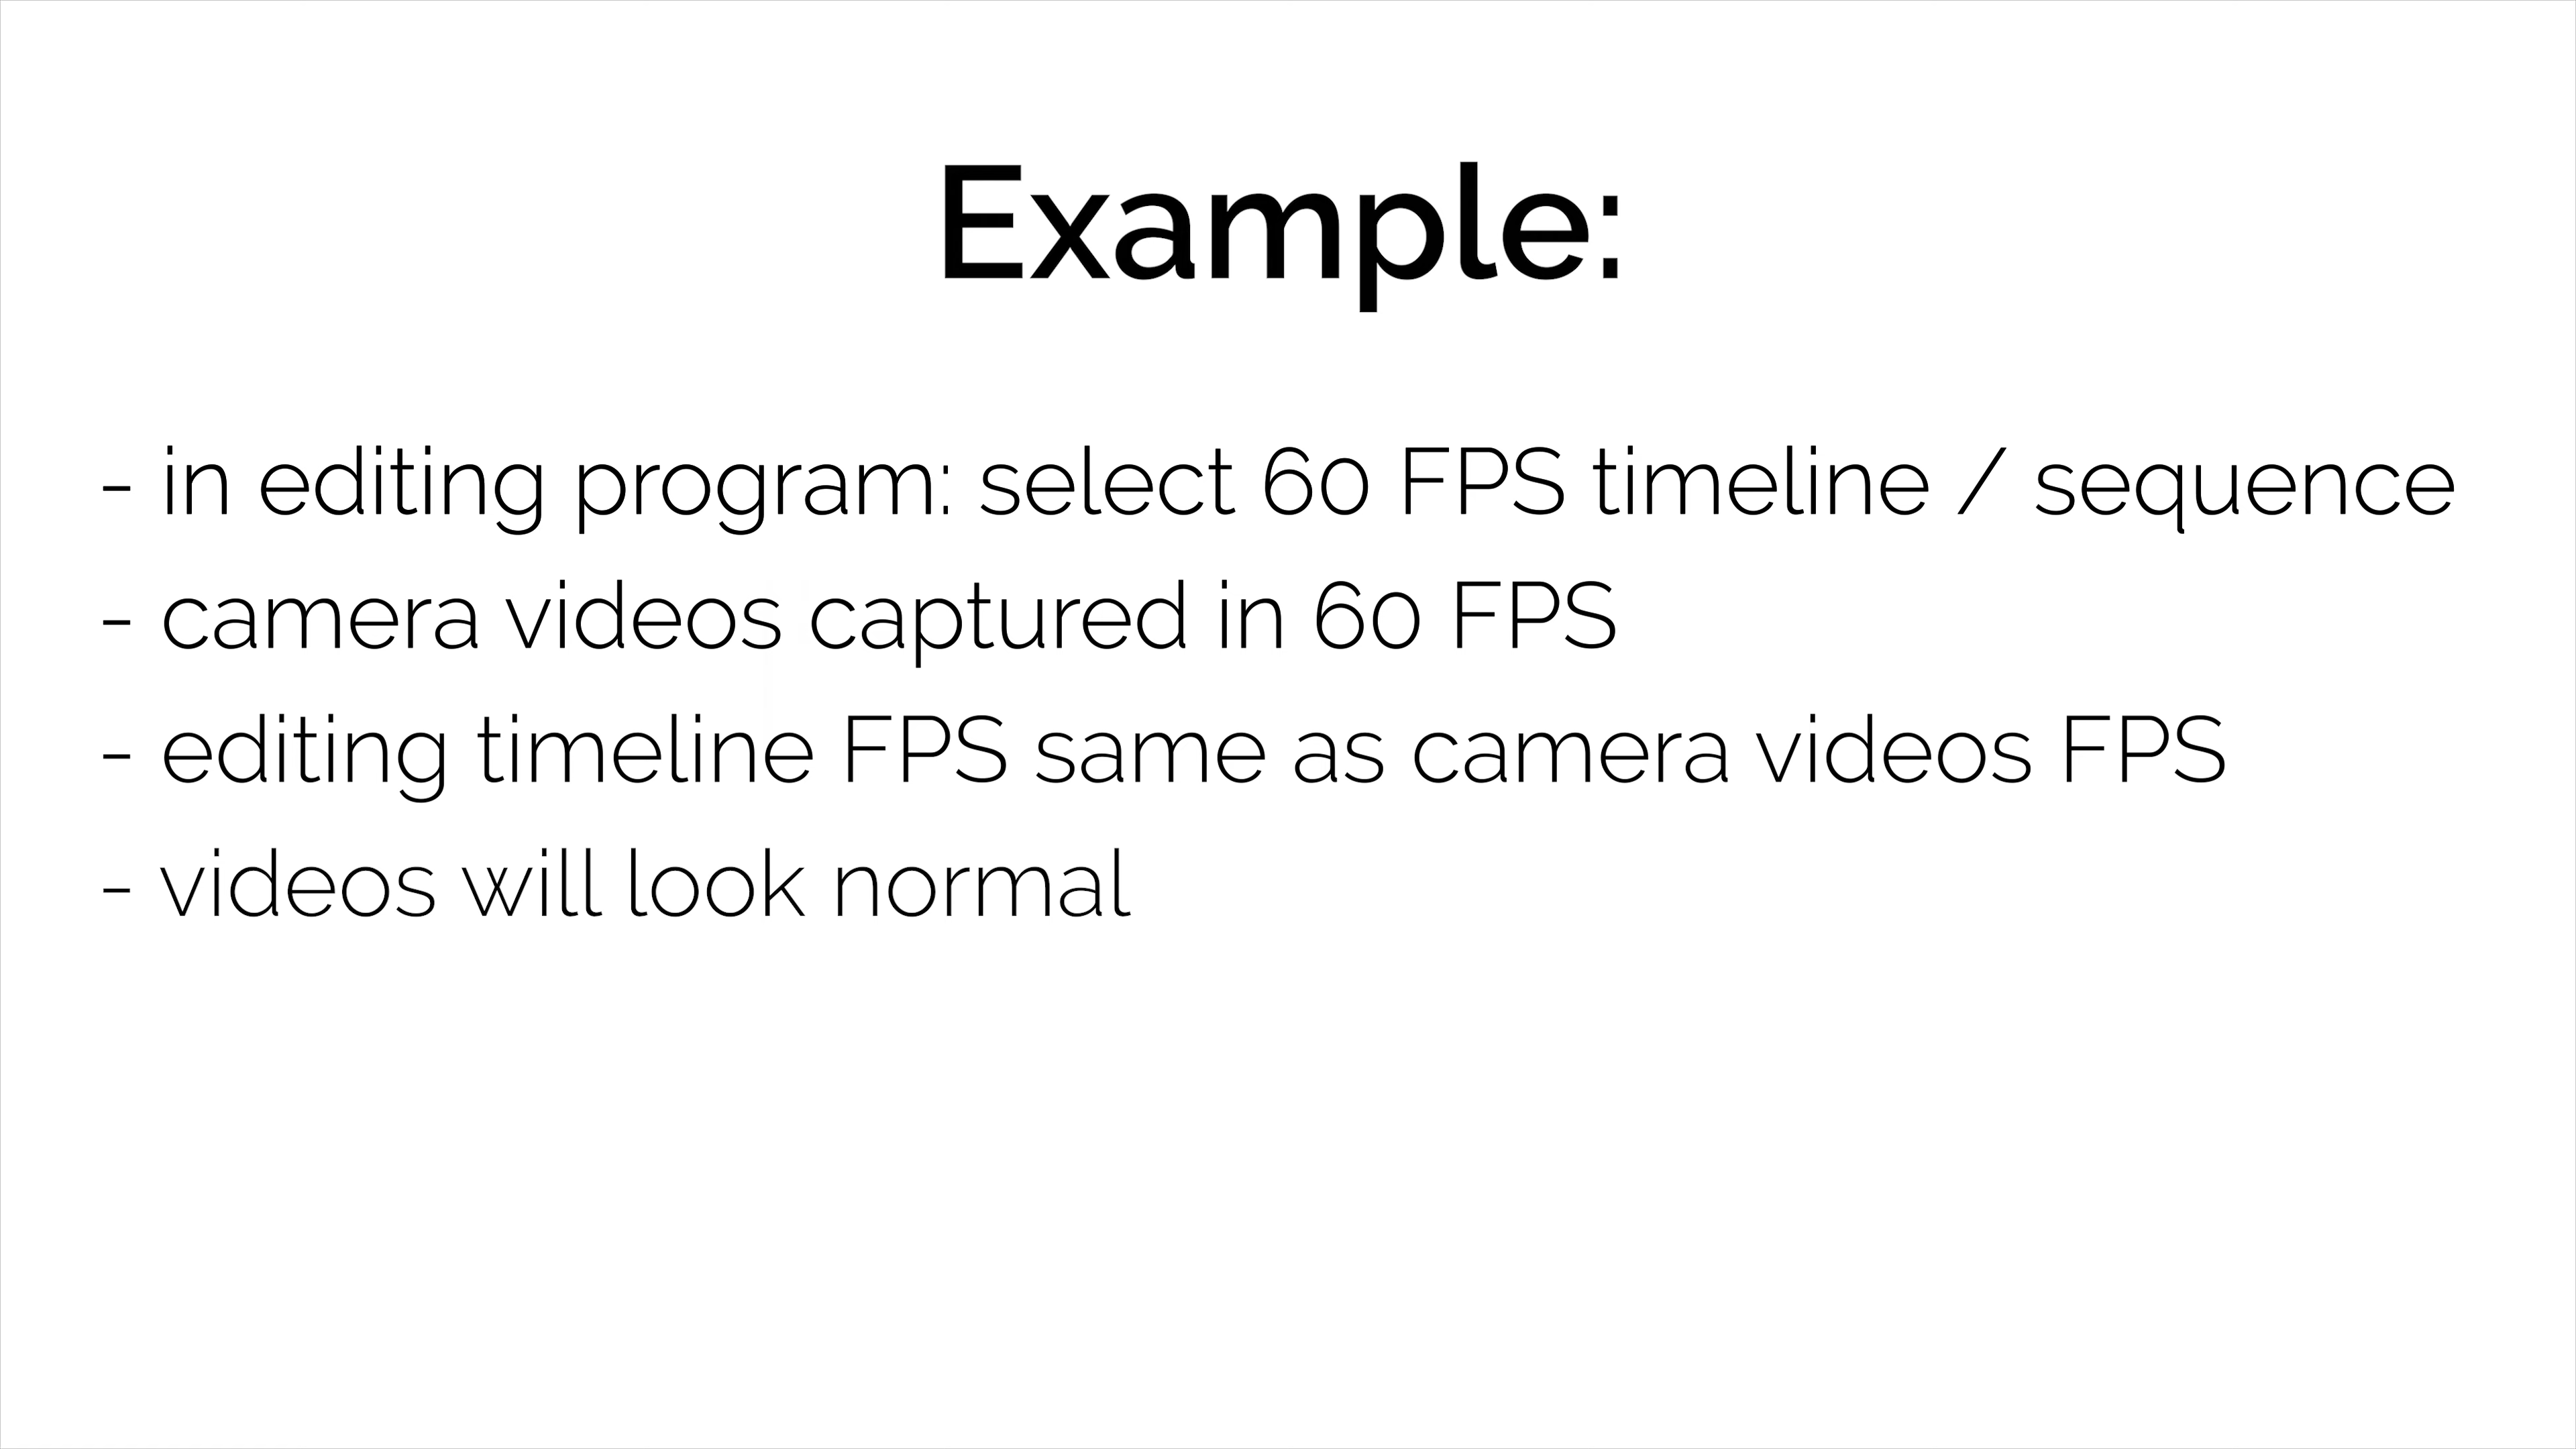 Example:
- in editing program: select 60 FPS timeline / sequence
- camera videos captured in 60 FPS
- editing timeline FPS same as camera videos FPS
- videos will look normal